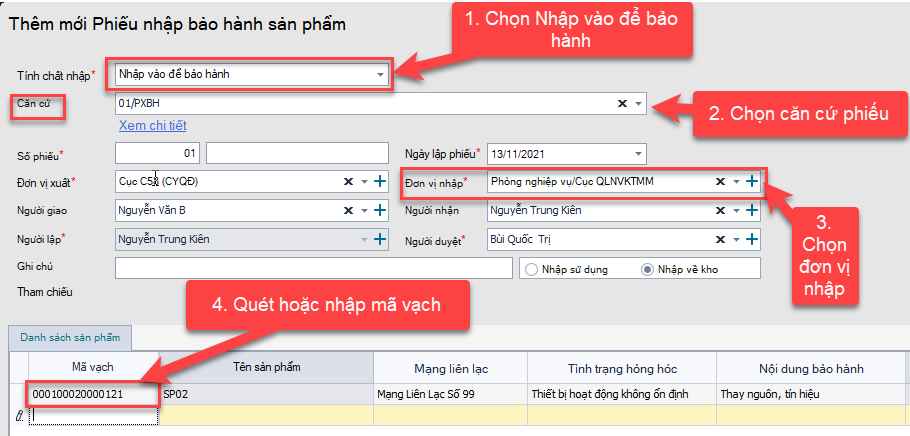 Thêm mới Phiếu nhập bảo hành sản phẩm
1. Chọn Nhập vào để bảo
hành
Tính chất nhập* Nhập vào để bảo hành
Căn cứ 01/PXBH
2. Chọn căn cứ phiếu
Xem chi tiết
Số phiếu* 01 Ngày lập phiếu* 13/11/2021
Đơn vị xuất* (CYQĐ) Đơn vị nhập* Phòng nghiệp vụ/Cục QLNVKTMM
Người giao Nguyễn Văn B Người nhận Nguyễn Trung Kiên
Người lập* Nguyễn Trung Kiên Người duyệt* Bùi Quốc Trị
3.
Chọn
đơn vị
nhập
Ghi chú Nhập sử dụng Nhập về kho
Tham chiếu
4. Quét hoặc nhập mã vạch
Danh sách sản phẩm
Mã vạch Tên sản phẩm Mạng liên lạc Tình trạng hỏng hóc Nội dung bảo hành
000100020000121 SP02 Mạng Liên Lạc Số 99 Thiết bị hoạt động không ổn định Thay nguồn, tín hiệu